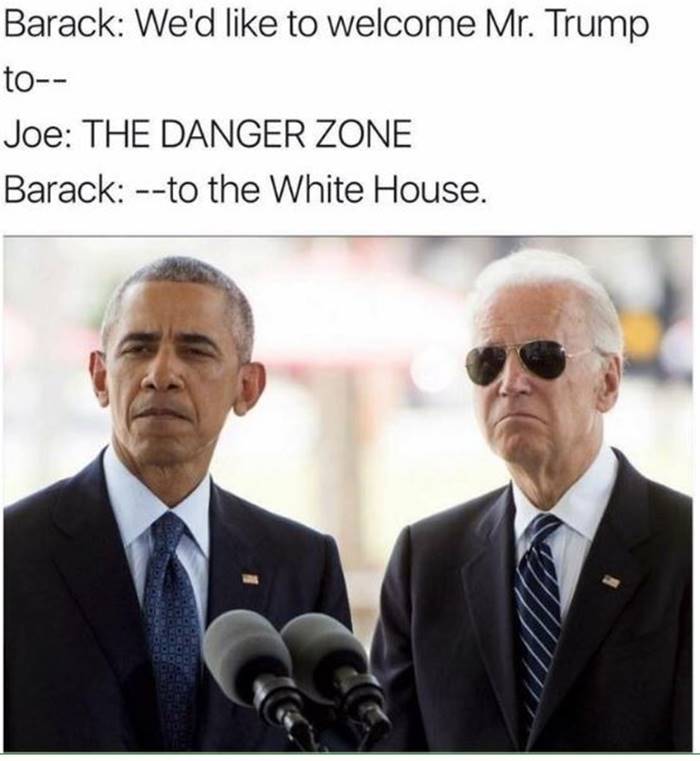 Barack: We'd like to welcome Mr. Trump
to--
Joe: THE DANGER ZONE
Barack: --to the White House.